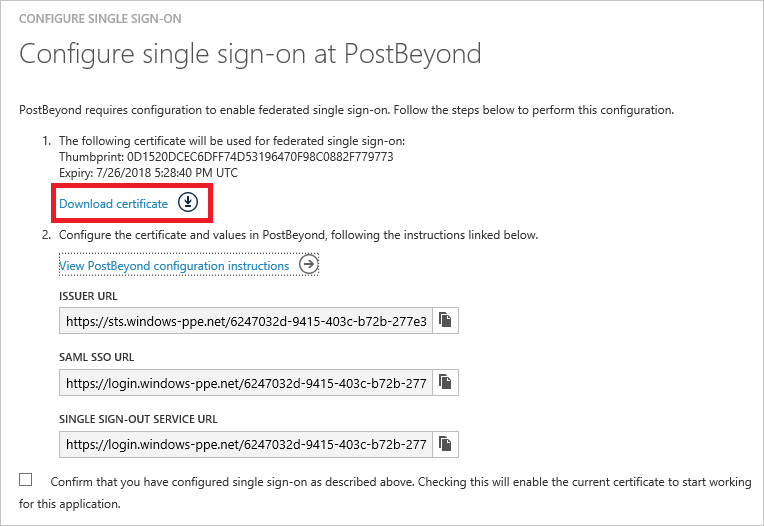 CONFIGURE SINGLE SIGN-ON
Configure single sign-on at PostBeyond
PostBeyond requires configuration to enable federated single sign-on. Follow the steps below to perform this configuration.
1. The following certificate will be used for federated single sign-on:
Thumbprint: 0D1520DCEC6DFF74D53196470F98C0882F779773
Expiry: 7/26/2018 5:28:40 PM UTC
Download certificate
2. Configure the certificate and values in PostBeyond, following the instructions linked below.
View PostBeyond configuration instructions
ISSUER URL
https://sts.windows-ppe.net/6247032d-9415-403c-b72b-277e3
SAML SSO URL
https://login.windows-ppe.net/6247032d-9415-403c-b72b-277
SINGLE SIGN-OUT SERVICE URL
https://login.windows-ppe.net/6247032d-9415-403c-b72b-277
Confirm that you have configured single sign-on as described above. Checking this will enable the current certificate to start working
for this application.